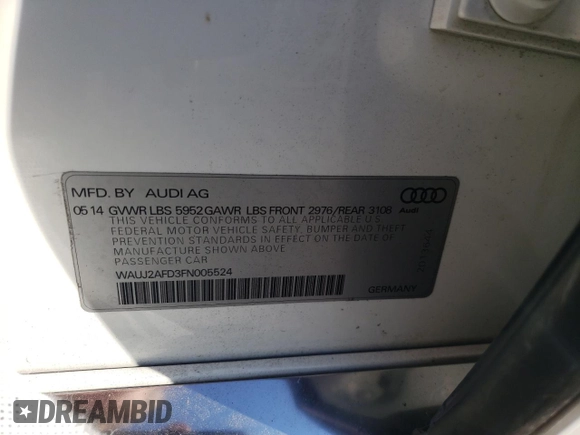 MFD. BY AUDI AG
05 14 GVWR LBS 5952 GAWR LBS FRONT 2976/REAR 3108 Audi
THIS VEHICLE CONFORMS TO ALL APPLICABLE U.S.
FEDERAL MOTOR VEHICLE SAFETY, BUMPER AND THEFT
PREVENTION STANDARDS IN EFFECT ON THE DATE OF
MANUFACTURE SHOWN ABOVE
PASSENGER CAR
WAUJ2AFD3FN005524
GERMANY
DREAMBID